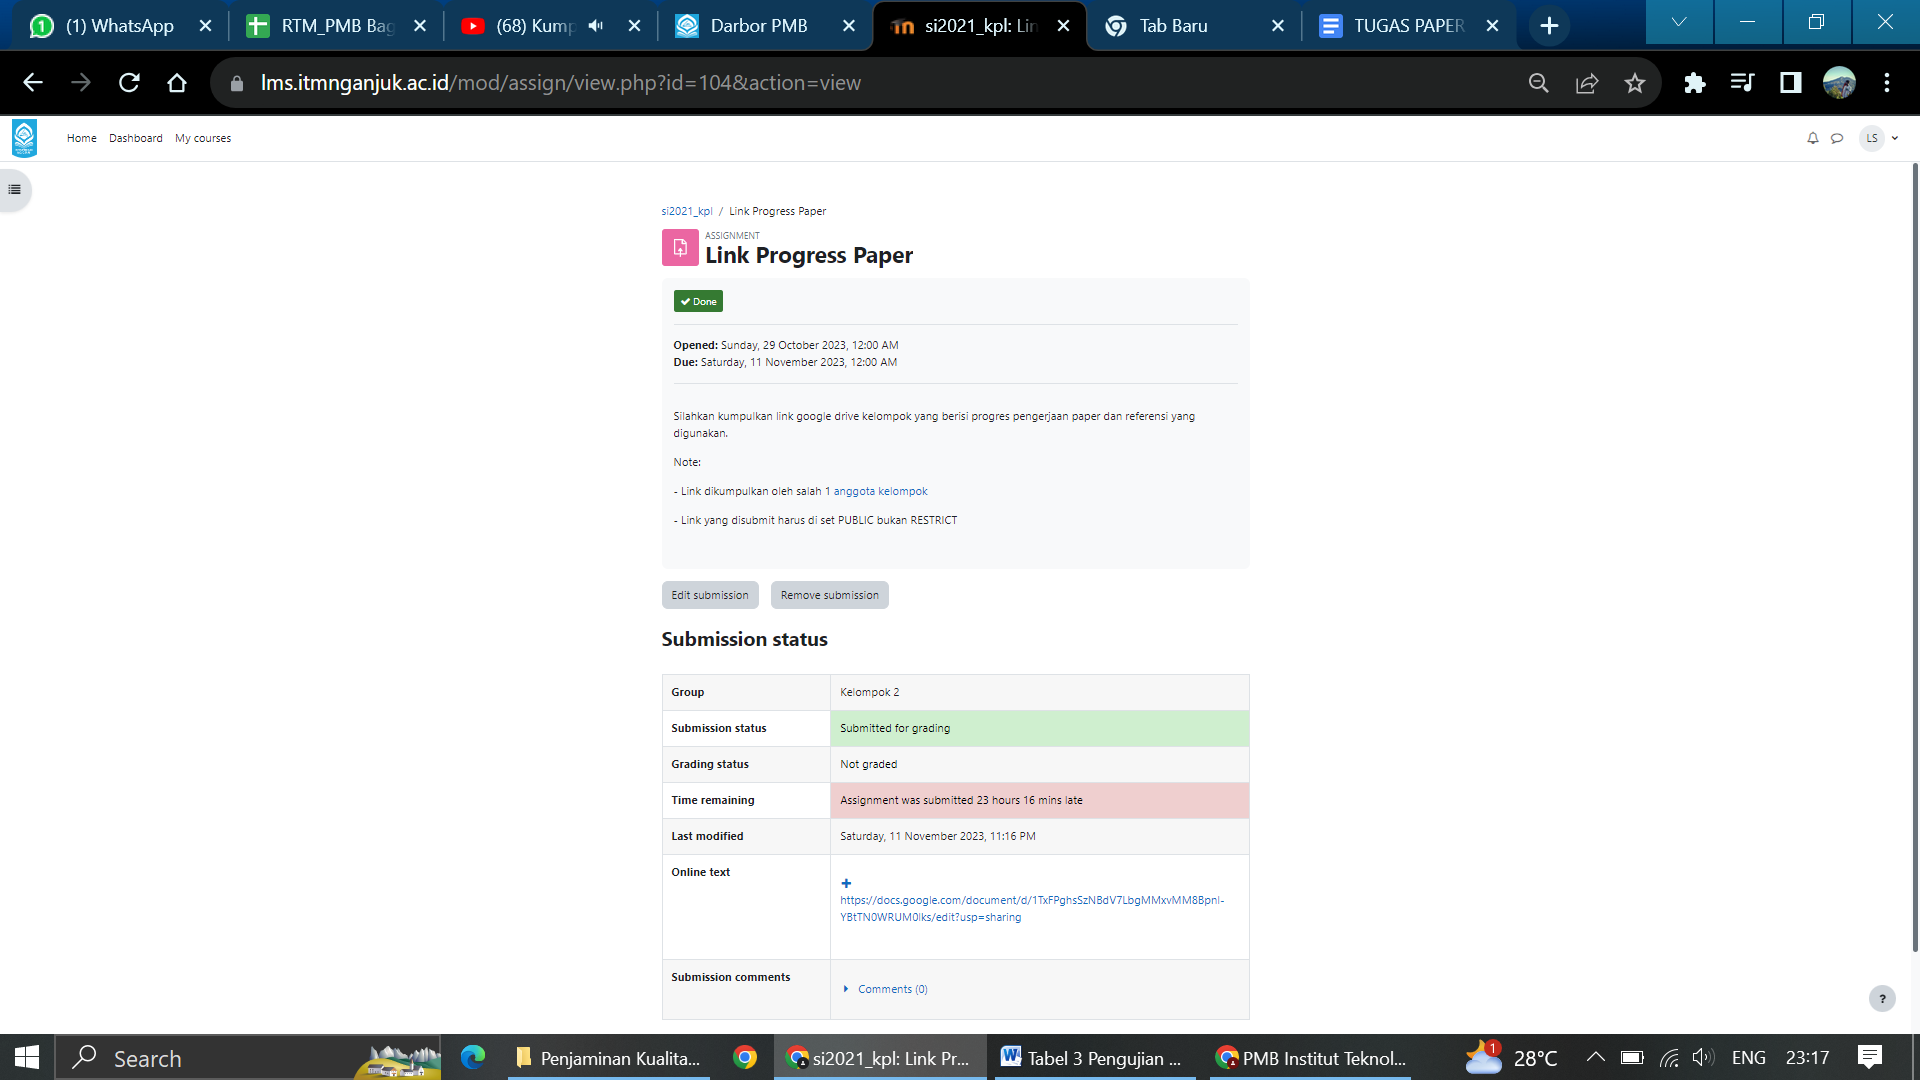 (1) WhatsApp
RTM_PMB Bag
(68) Kump
Darbor PMB
si2021_kpl: Lin
Tab Baru
TUGAS PAPER
lms.itmnganjuk.ac.id/mod/assign/view.php?id=104&action=view
Home Dashboard My courses
LS
si2021_kpl / Link Progress Paper
ASSIGNMENT
Link Progress Paper
Done
Opened: Sunday, 29 October 2023, 12:00 AM
Due: Saturday, 11 November 2023, 12:00 AM
Silahkan kumpulkan link google drive kelompok yang berisi progres pengerjaan paper dan referensi yang
digunakan.
Note:
- Link dikumpulkan oleh salah 1 anggota kelompok
- Link yang disubmit harus di set PUBLIC bukan RESTRICT
Edit submission Remove submission
Submission status
Group Kelompok 2
Submission status Submitted for grading
Grading status Not graded
Time remaining Assignment was submitted 23 hours 16 mins late
Last modified Saturday, 11 November 2023, 11:16 PM
Online text
https://docs.google.com/document/d/1TxFPghsSzNBdV7LbgMMxvMM8Bpnl-
YBtTN0WRUM0lks/edit?usp=sharing
Submission comments Comments (0)
?
Search
Penjaminan Kualita...
si2021_kpl: Link Pr...
Tabel 3 Pengujian ...
PMB Institut Teknol...
1
28°C
ENG
23:17